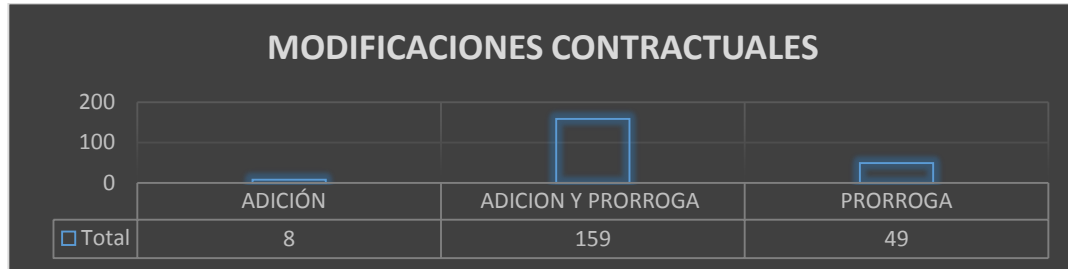 MODIFICACIONES CONTRACTUALES
200
100
0
ADICIÓN ADICION Y PRORROGA PRORROGA
Total 8 159 49